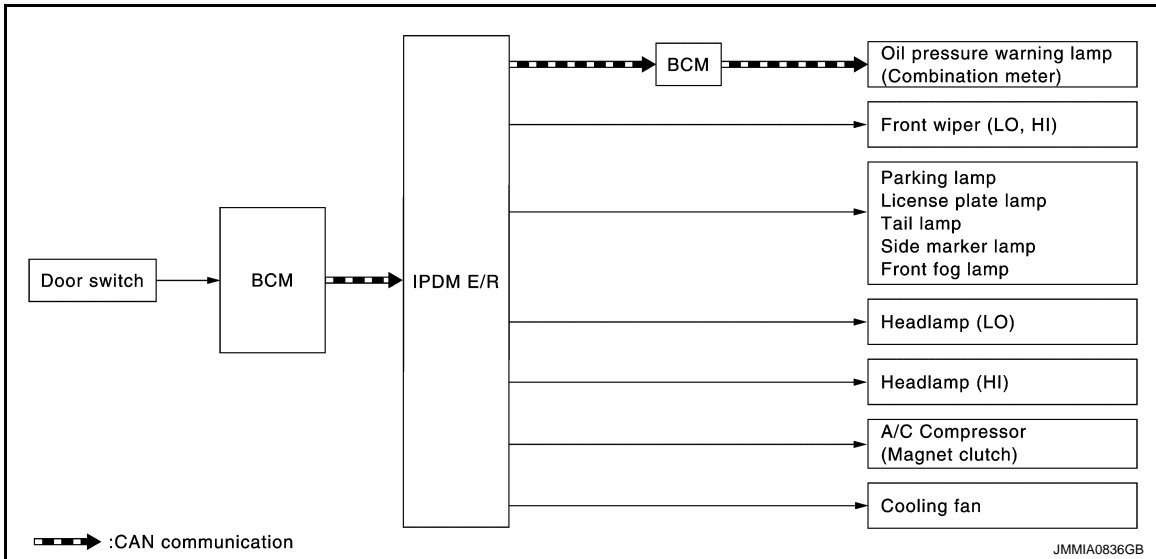 Door switch
BCM
IPDM E/R
BCM
Oil pressure warning lamp
(Combination meter)
Front wiper (LO, HI)
Parking lamp
License plate lamp
Tail lamp
Side marker lamp
Front fog lamp
Headlamp (LO)
Headlamp (HI)
A/C Compressor
(Magnet clutch)
Cooling fan
:CAN communication
JMMIA0836GB